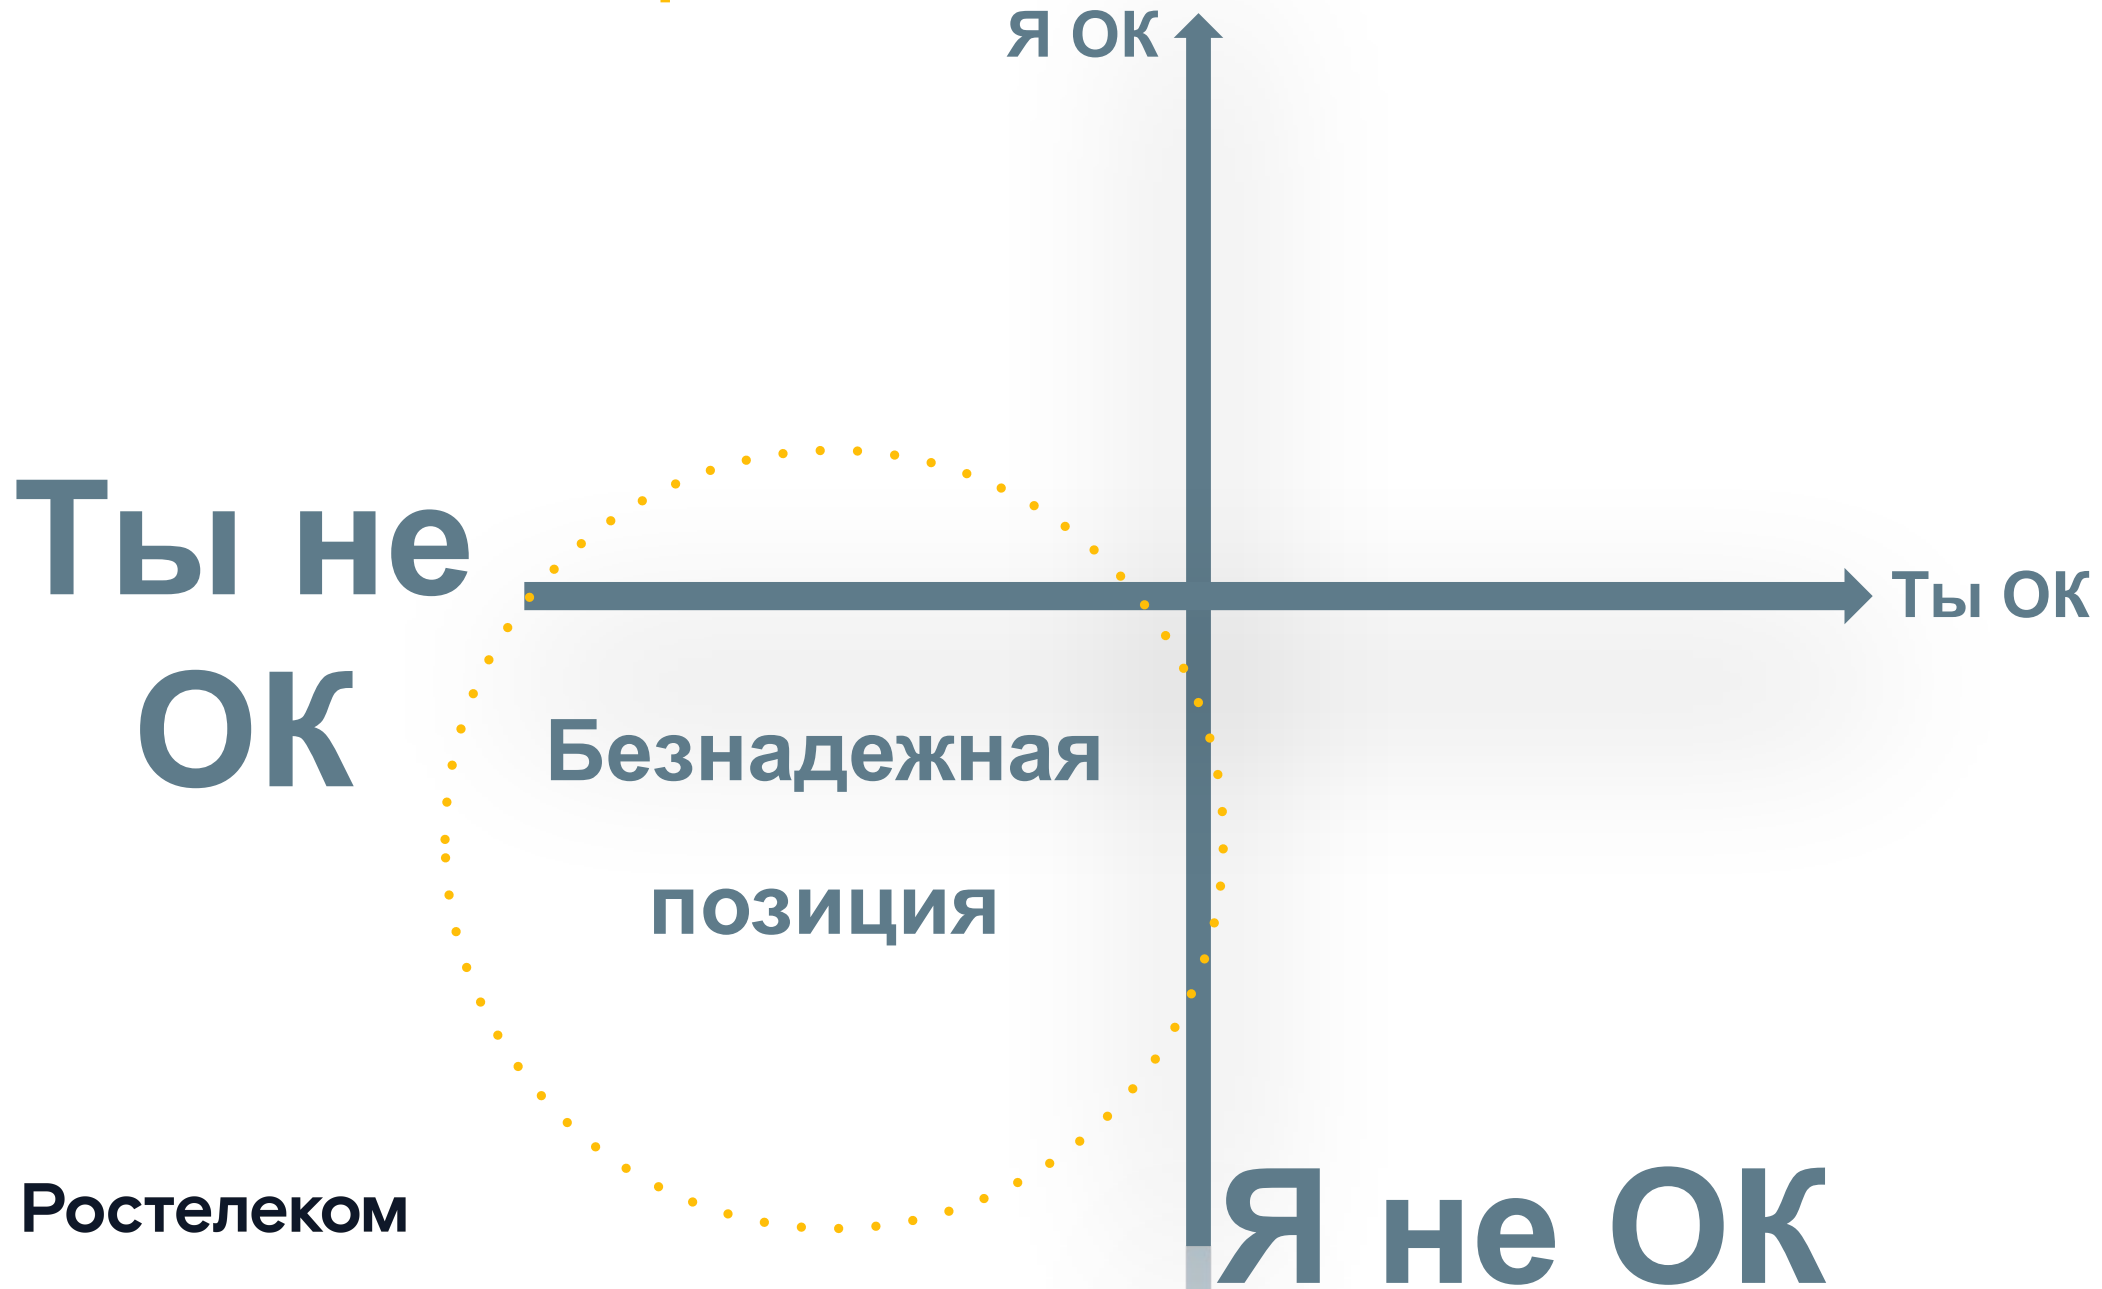 Я ОК
Ты не
ОК
Ты ОК
Безнадежная
позиция
Я не ОК
Ростелеком